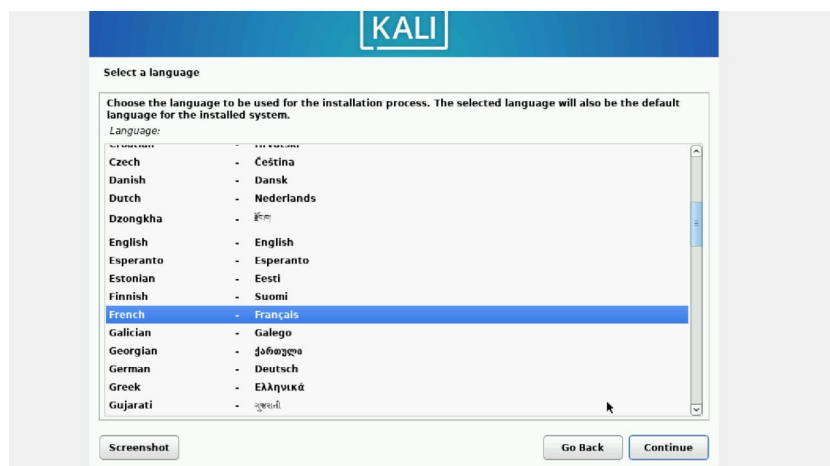 KALI
Select a language
Choose the language to be used for the installation process. The selected language will also be the default
language for the installed system.
Language:
Croatian - Hrvatski
Czech - Čeština
Danish - Dansk
Dutch - Nederlands
Dzongkha - རྫོང་ཁ།
English - English
Esperanto - Esperanto
Estonian - Eesti
Finnish - Suomi
French - Français
Galician - Galego
Georgian - ქართული
German - Deutsch
Greek - Ελληνικά
Gujarati - ગુજરાતી
Screenshot Go Back Continue